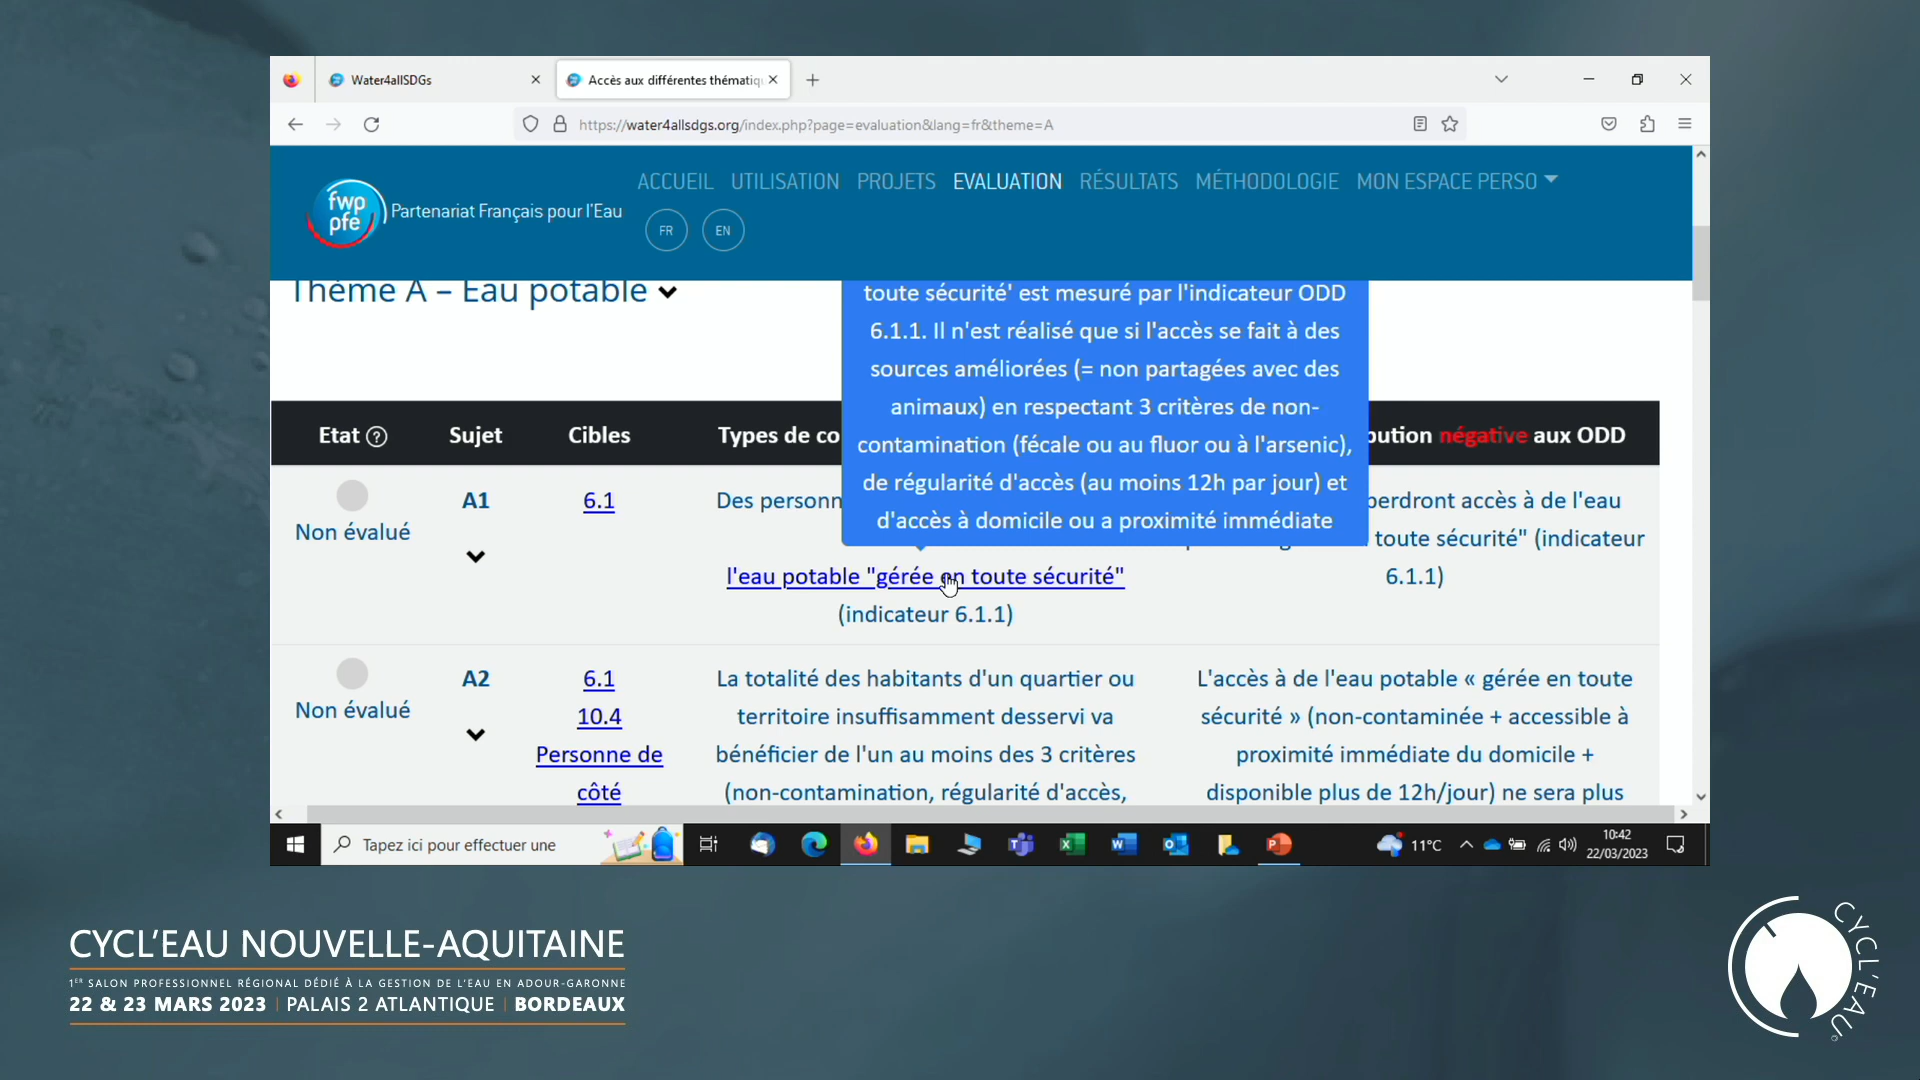 Water4allSDGs
Accès aux différentes thématiqu
https://water4allsdgs.org/index.php?page=evaluation&lang=fr&theme=A
fwp
pfe
Partenariat Français pour l'Eau
ACCUEIL UTILISATION PROJETS EVALUATION RÉSULTATS MÉTHODOLOGIE MON ESPACE PERSO
FR EN
Thème A – Eau potable
toute sécurité' est mesuré par l'indicateur ODD
6.1.1. Il n'est réalisé que si l'accès se fait à des
sources améliorées (= non partagées avec des
animaux) en respectant 3 critères de non-
contamination (fécale ou au fluor ou à l'arsenic),
de régularité d'accès (au moins 12h par jour) et
d'accès à domicile ou a proximité immédiate
Etat ? Sujet Cibles Types de co bution négative aux ODD
Non évalué
A1
6.1
Des personn
l'eau potable "gérée en toute sécurité"
(indicateur 6.1.1)
perdront accès à de l'eau
toute sécurité" (indicateur
6.1.1)
Non évalué
A2
6.1
10.4
Personne de
côté
La totalité des habitants d'un quartier ou
territoire insuffisamment desservi va
bénéficier de l'un au moins des 3 critères
(non-contamination, régularité d'accès,
L'accès à de l'eau potable « gérée en toute
sécurité » (non-contaminée + accessible à
proximité immédiate du domicile +
disponible plus de 12h/jour) ne sera plus
Tapez ici pour effectuer une
11°C
10:42
22/03/2023
CYCL'EAU NOUVELLE-AQUITAINE
1ER SALON PROFESSIONNEL RÉGIONAL DÉDIÉ À LA GESTION DE L'EAU EN ADOUR-GARONNE
22 & 23 MARS 2023 | PALAIS 2 ATLANTIQUE | BORDEAUX
CYCL'EAU